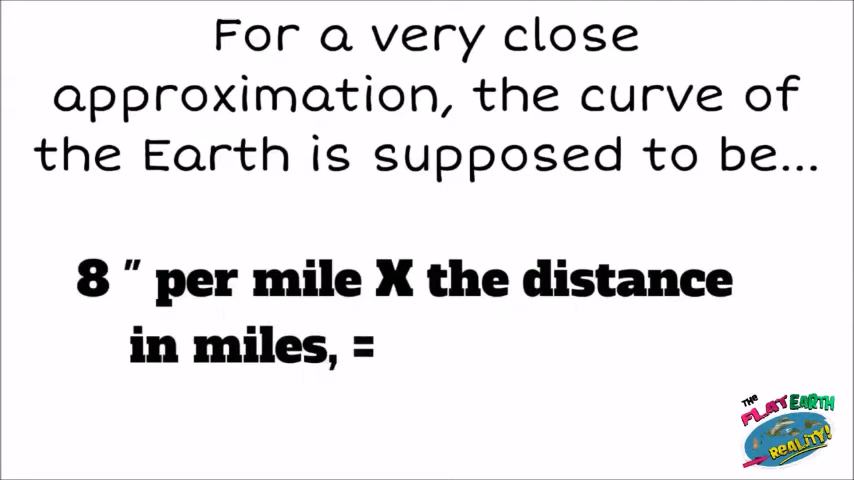 For a very close
approximation, the curve of
the Earth is supposed to be...
8 " per mile X the distance
in miles, =
THE
FLAT EARTH
REALITY!